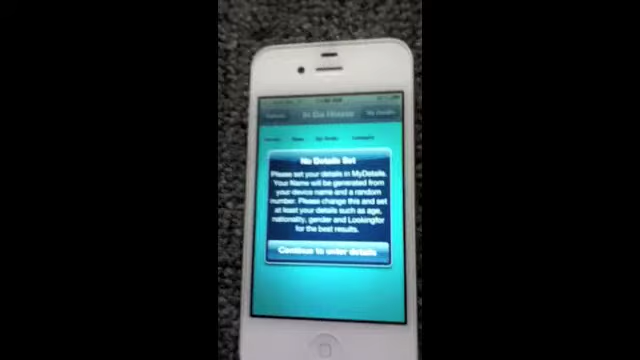 In Da House
My Details
No Details Set
Please set your details in MyDetails.
Your Name will be generated from
your device name and a random
number. Please change this and set
at least your details such as age,
nationality, gender and Lookingfor
for the best results.
Continue to enter details